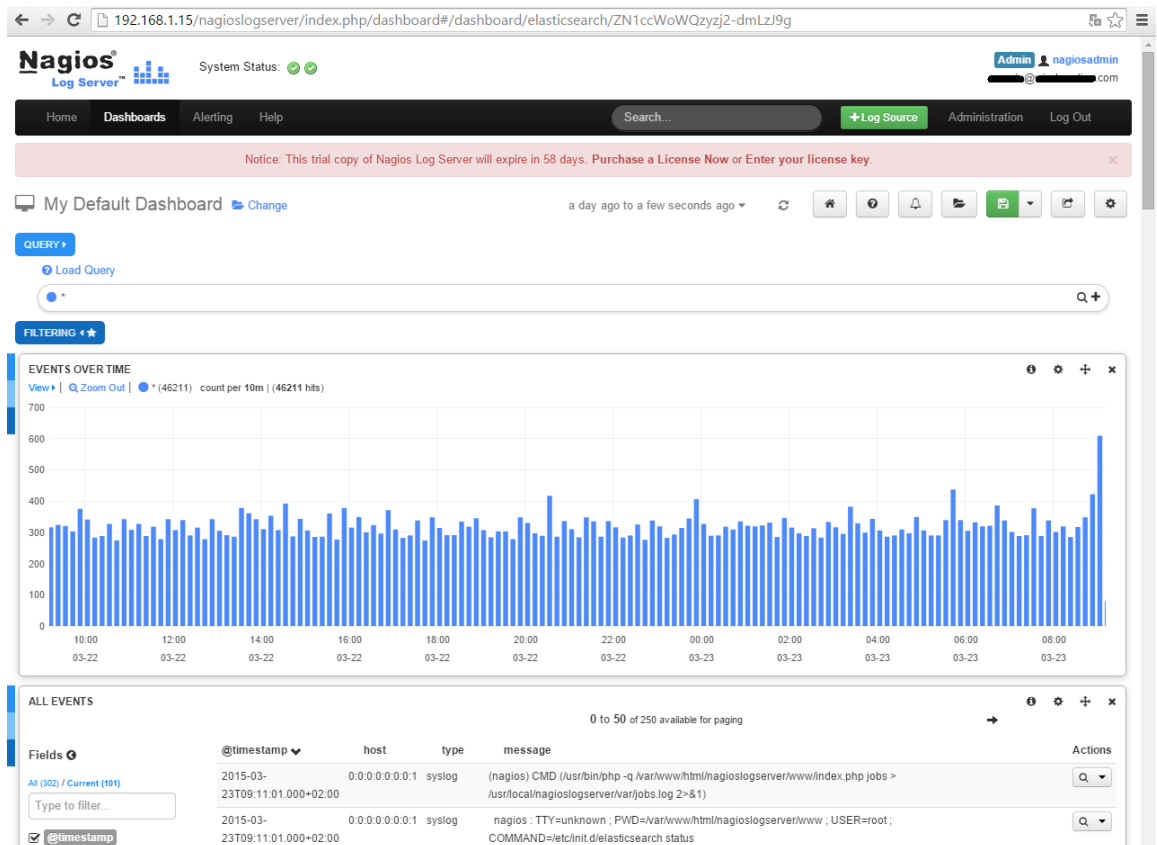 192.168.1.15/nagioslogserver/index.php/dashboard#/dashboard/elasticsearch/ZN1ccWoWQzyzj2-dmLzJ9g
Nagios®
Log Server™
System Status:
Admin nagiosadmin
@ .com
Home Dashboards Alerting Help Search... +Log Source Administration Log Out
Notice: This trial copy of Nagios Log Server will expire in 58 days. Purchase a License Now or Enter your license key.
My Default Dashboard Change a day ago to a few seconds ago
QUERY
Load Query
*
FILTERING
EVENTS OVER TIME
View | Zoom Out | * (46211) count per 10m | (46211 hits)
700
600
500
400
300
200
100
0
10:00 12:00 14:00 16:00 18:00 20:00 22:00 00:00 02:00 04:00 06:00 08:00
03-22 03-22 03-22 03-22 03-22 03-22 03-22 03-23 03-23 03-23 03-23 03-23
ALL EVENTS
0 to 50 of 250 available for paging
Fields
All (302) / Current (101)
Type to filter...
@timestamp
@timestamp host type message Actions
2015-03-23T09:11:01.000+02:00 0:0:0:0:0:0:1 syslog (nagios) CMD (/usr/bin/php -q /var/www/html/nagioslogserver/www/index.php jobs >
/usr/local/nagioslogserver/var/jobs.log 2>&1)
2015-03-23T09:11:01.000+02:00 0:0:0:0:0:0:1 syslog nagios : TTY=unknown ; PWD=/var/www/html/nagioslogserver/www ; USER=root ;
COMMAND=/etc/init.d/elasticsearch status